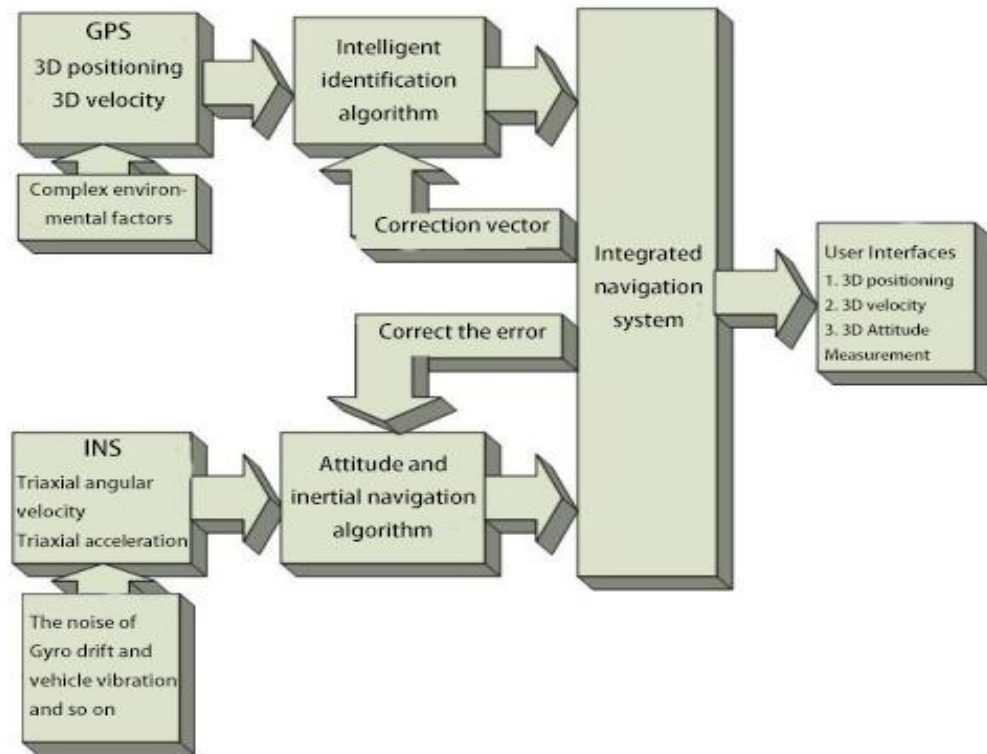 GPS
3D positioning
3D velocity
Complex environ-
mental factors
Intelligent
identification
algorithm
Correction vector
Correct the error
INS
Triaxial angular
velocity
Triaxial acceleration
The noise of
Gyro drift and
vehicle vibration
and so on
Attitude and
inertial navigation
algorithm
Integrated
navigation
system
User Interfaces
1. 3D positioning
2. 3D velocity
3. 3D Attitude
Measurement